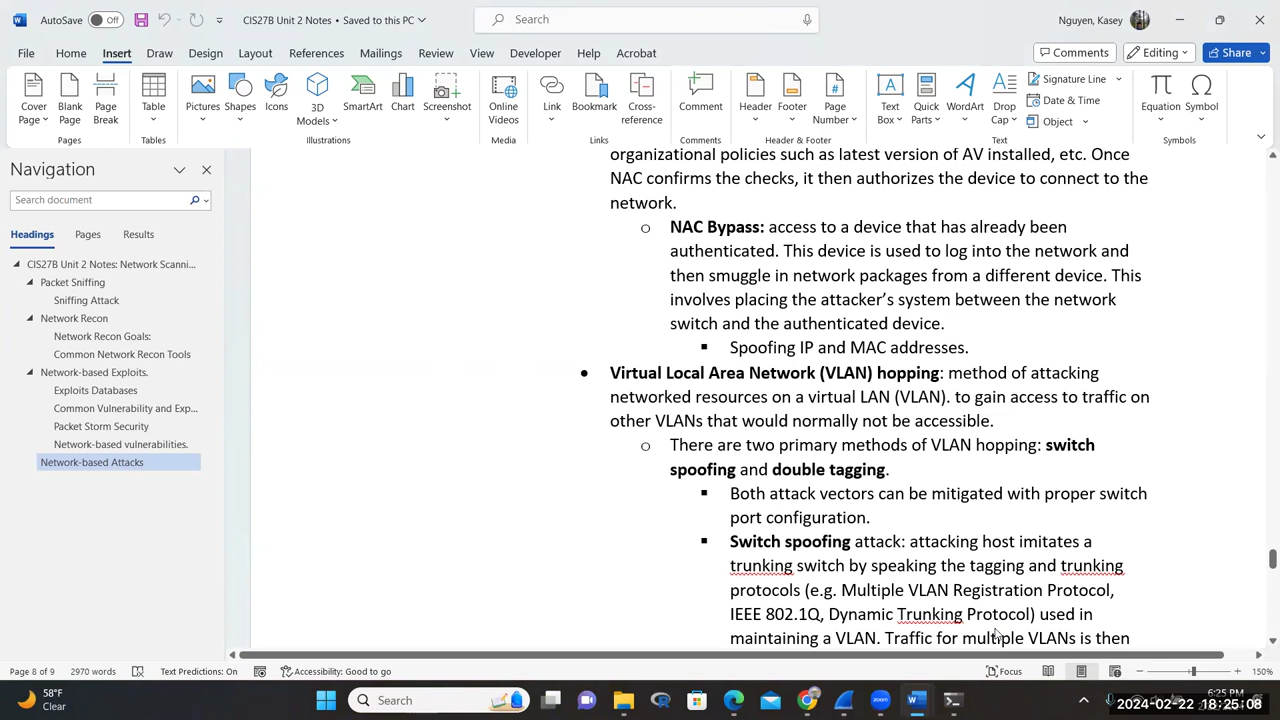 AutoSave Off CIS27B Unit 2 Notes • Saved to this PC Search Nguyen, Kasey
File Home Insert Draw Design Layout References Mailings Review View Developer Help Acrobat Comments Editing Share
Cover Page Blank Page Page Break Table Pictures Shapes Icons 3D Models SmartArt Chart Screenshot Online Videos Link Bookmark Cross-reference Comment Header Footer Page Number Text Box Quick Parts WordArt Drop Cap Signature Line Date & Time Object Equation Symbol
Pages Tables Illustrations Media Links Comments Header & Footer Text Symbols
Navigation
Search document
Headings Pages Results
CIS27B Unit 2 Notes: Network Scanni...
Packet Sniffing
Sniffing Attack
Network Recon
Network Recon Goals:
Common Network Recon Tools
Network-based Exploits.
Exploits Databases
Common Vulnerability and Exp...
Packet Storm Security
Network-based vulnerabilities.
Network-based Attacks
organizational policies such as latest version of AV installed, etc. Once
NAC confirms the checks, it then authorizes the device to connect to the
network.
o NAC Bypass: access to a device that has already been
authenticated. This device is used to log into the network and
then smuggle in network packages from a different device. This
involves placing the attacker's system between the network
switch and the authenticated device.
▪ Spoofing IP and MAC addresses.
• Virtual Local Area Network (VLAN) hopping: method of attacking
networked resources on a virtual LAN (VLAN). to gain access to traffic on
other VLANs that would normally not be accessible.
o There are two primary methods of VLAN hopping: switch
spoofing and double tagging.
▪ Both attack vectors can be mitigated with proper switch
port configuration.
▪ Switch spoofing attack: attacking host imitates a
trunking switch by speaking the tagging and trunking
protocols (e.g. Multiple VLAN Registration Protocol,
IEEE 802.1Q, Dynamic Trunking Protocol) used in
maintaining a VLAN. Traffic for multiple VLANs is then
Page 8 of 9 2970 words Text Predictions: On Accessibility: Good to go Focus 150%
58°F
Clear
Search
zoom
6:25 PM
2024-02-22 18:25:08